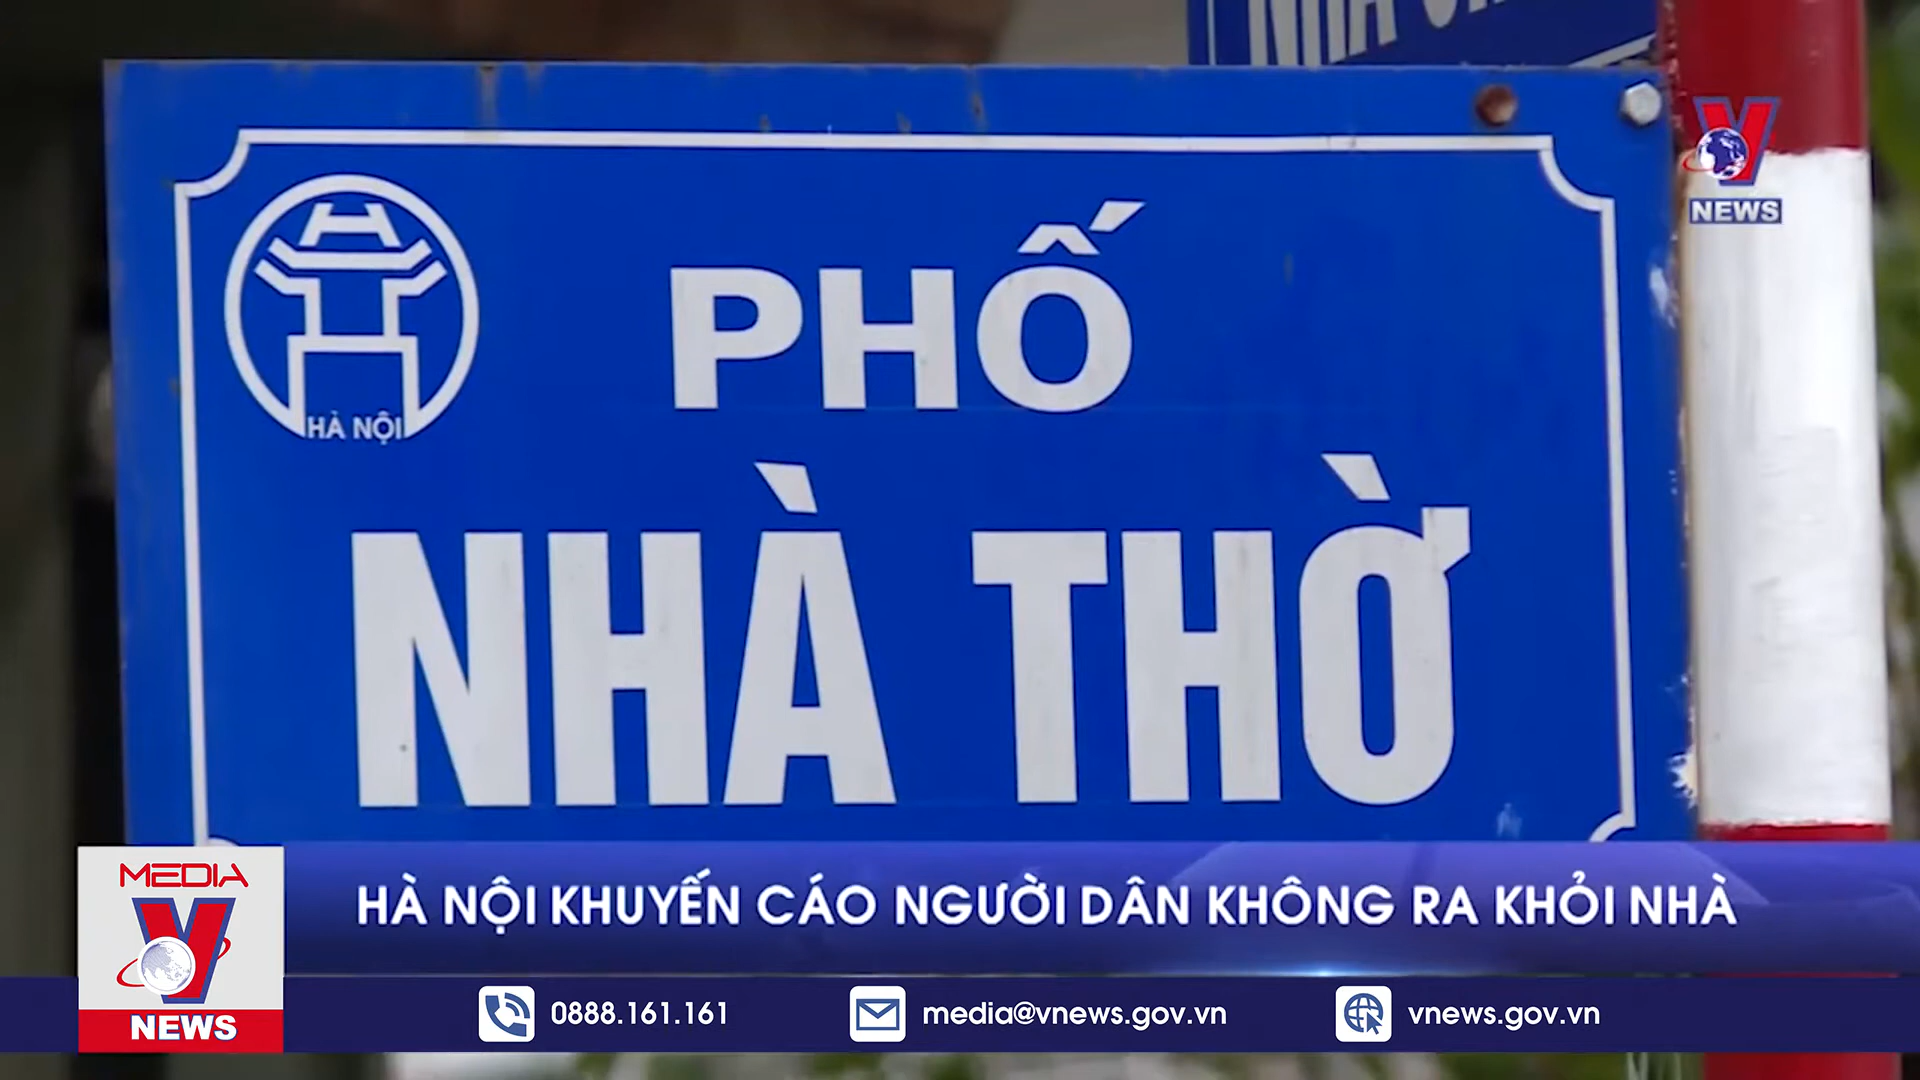 NEWS
HÀ NỘI
PHỐ
NHÀ THỜ
MEDIA
NEWS
HÀ NỘI KHUYẾN CÁO NGƯỜI DÂN KHÔNG RA KHỎI NHÀ
0888.161.161
media@vnews.gov.vn
vnews.gov.vn